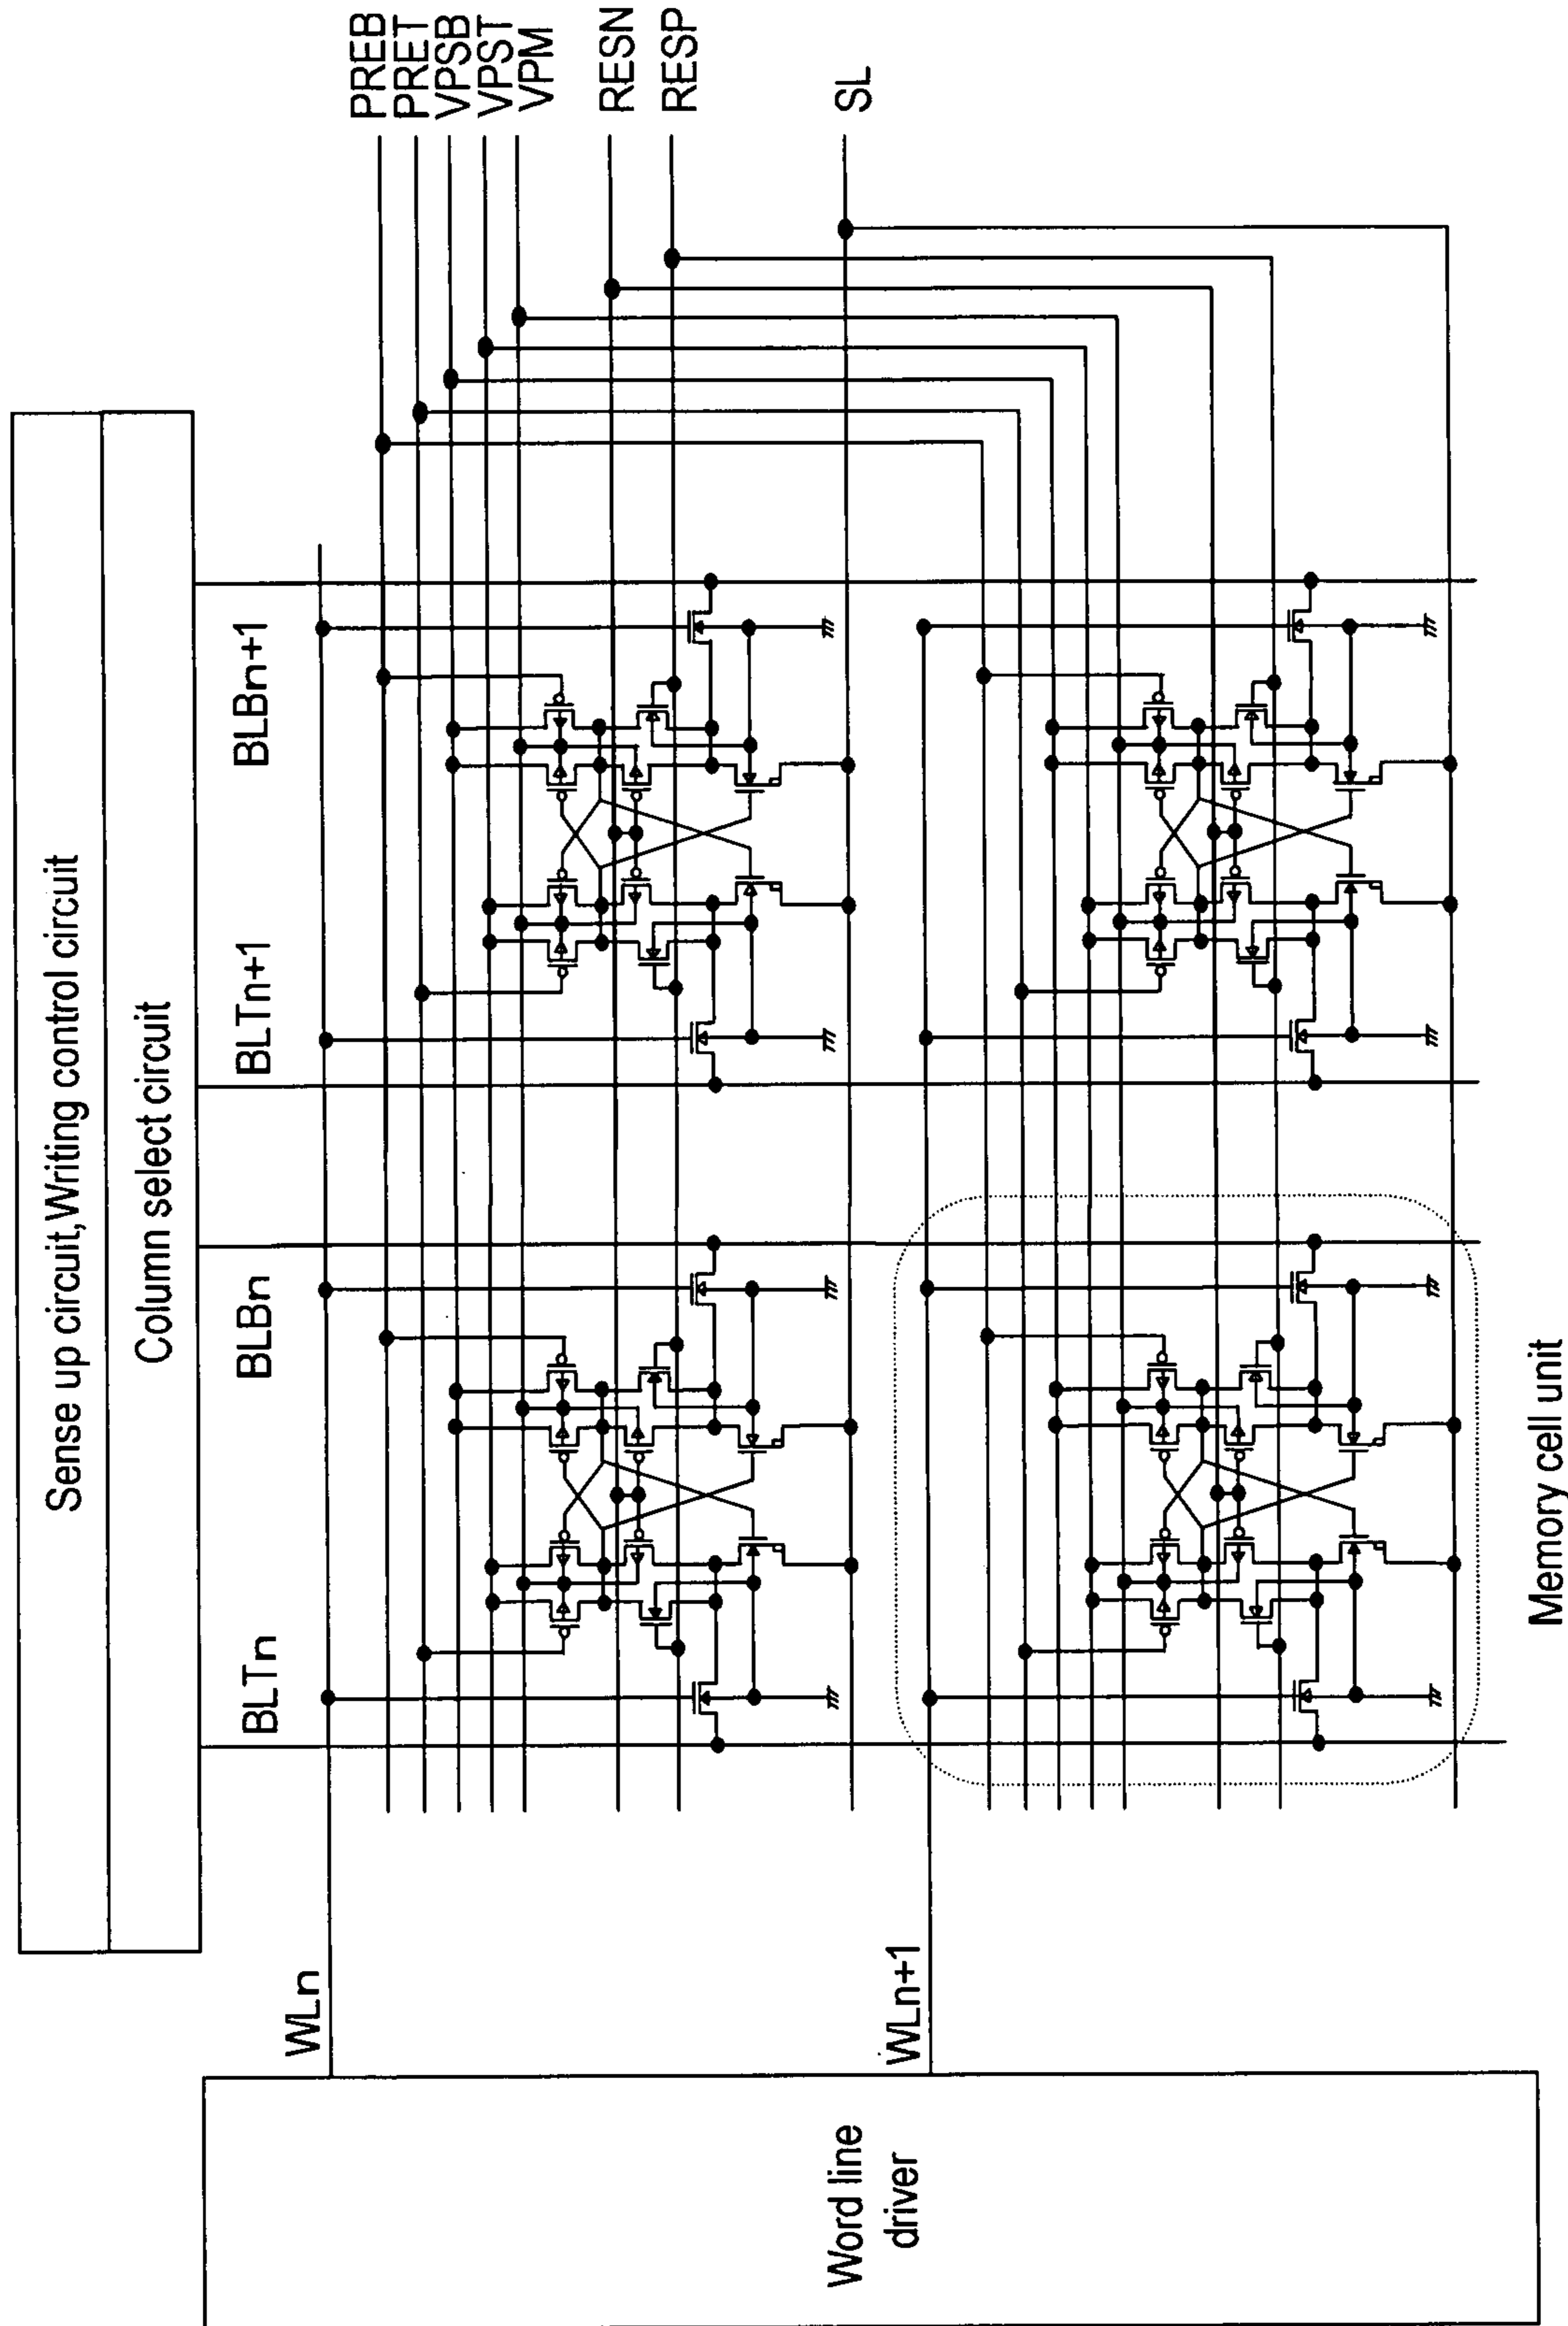 Sense up circuit,Writing control circuit
Column select circuit
BLTn
BLBn
BLTn+1
BLBn+1
PREB
PRET
VPSB
VPST
VPM
RESN
RESP
SL
WLn
WLn+1
Word line
driver
Memory cell unit